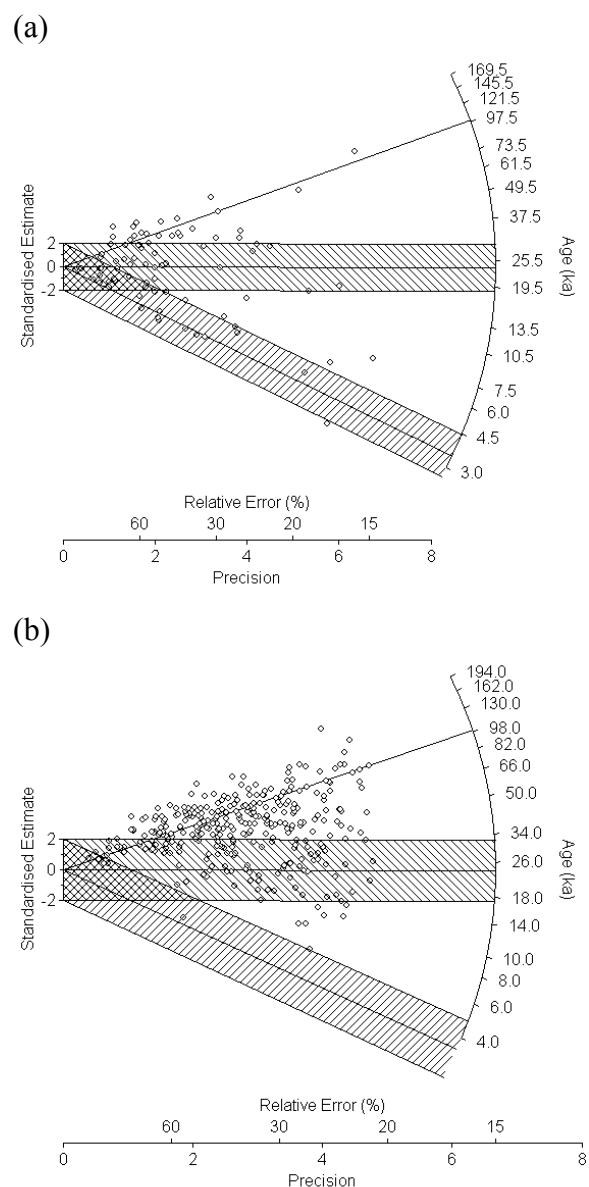 (a)
169.5
145.5
121.5
97.5
73.5
61.5
49.5
37.5
25.5
19.5
13.5
10.5
7.5
6.0
4.5
3.0
Age (ka)
Standardised Estimate
2
0
-2
Relative Error (%)
60 30 20 15
0 2 4 6 8
Precision
(b)
194.0
162.0
130.0
98.0
82.0
66.0
50.0
34.0
26.0
18.0
14.0
10.0
8.0
6.0
4.0
Age (ka)
Standardised Estimate
2
0
-2
Relative Error (%)
60 30 20 15
0 2 4 6 8
Precision